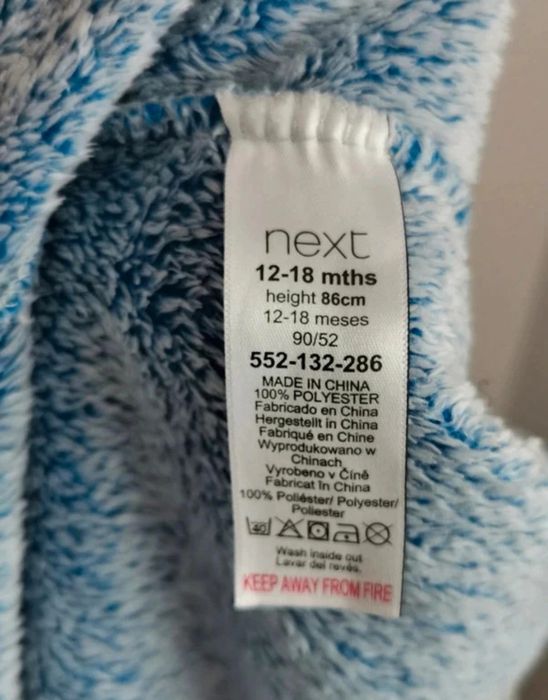 next
12-18 mths
height 86cm
12-18 meses
90/52
552-132-286
MADE IN CHINA
100% POLYESTER
Fabricado en China
Hergestellt in China
Fabriqué en Chine
Wyprodukowano w
Chinach
Vyrobeno v Číně
Fabricat în China
100% Poliéster/ Polyester/
Poliester
40
Wash inside out
Lavar del revés.
KEEP AWAY FROM FIRE